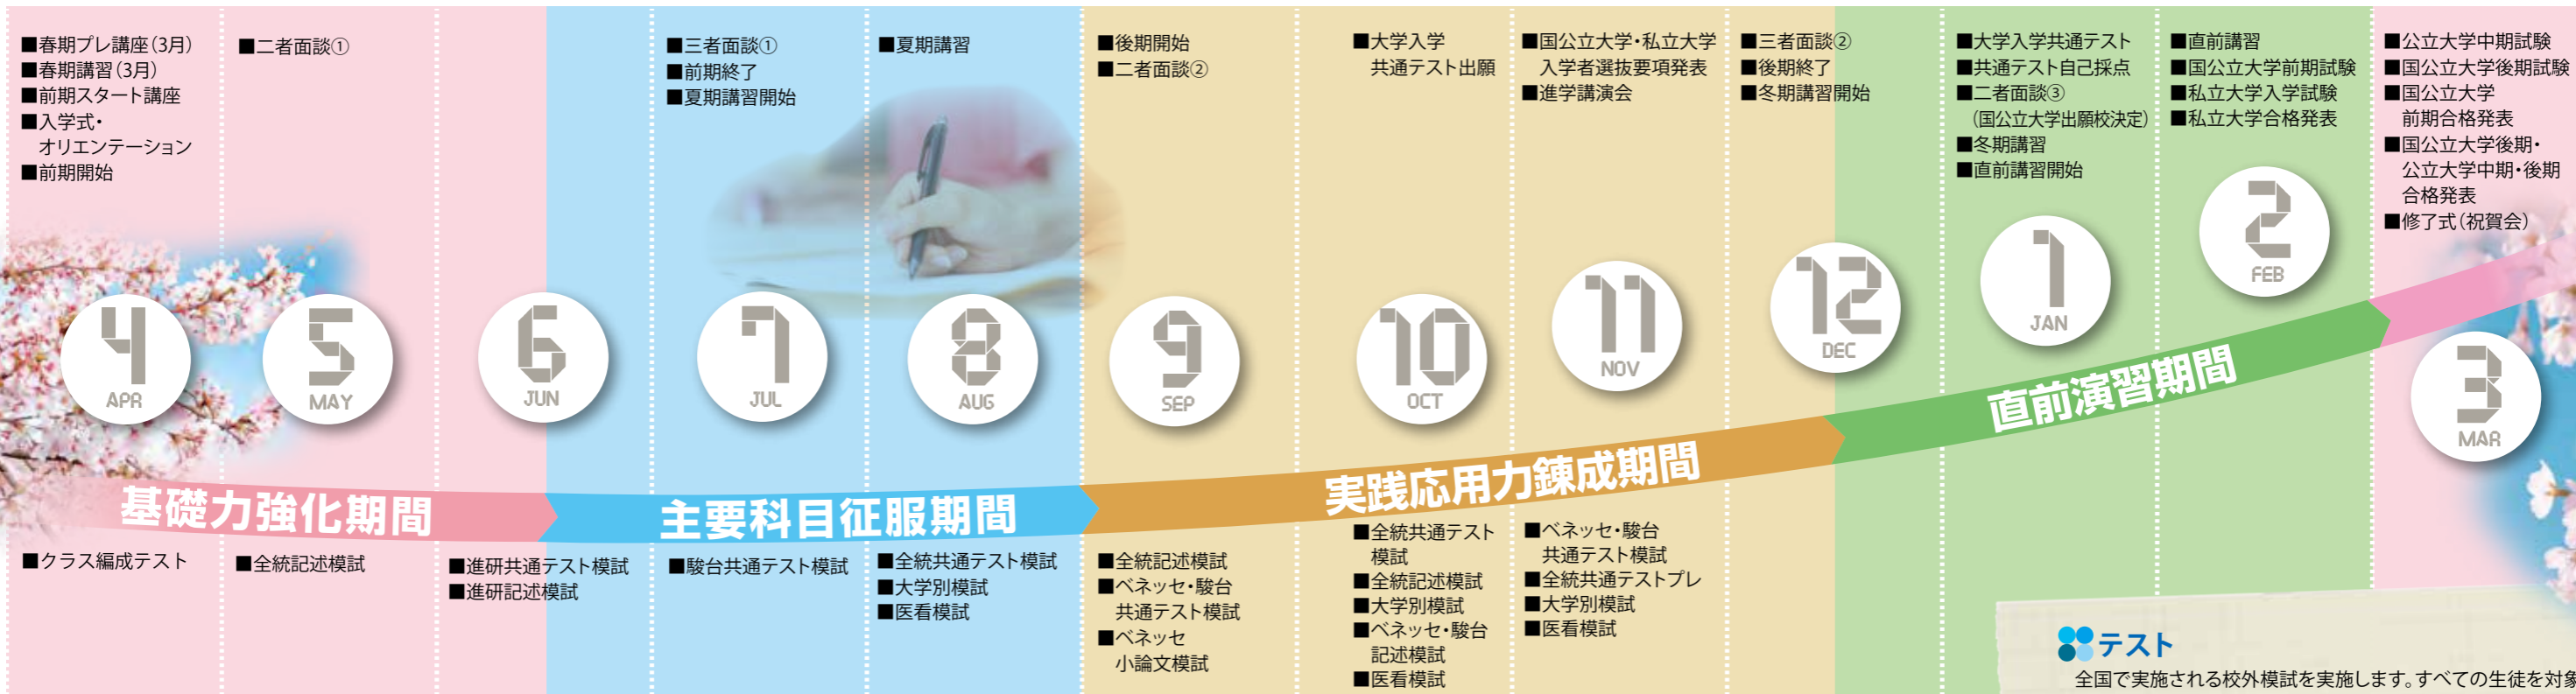 ■春期プレ講座（3月）
■春期講習（3月）
■前期スタート講座
■入学式・
オリエンテーション
■前期開始
■二者面談①
■三者面談①
■前期終了
■夏期講習開始
■夏期講習
■後期開始
■二者面談②
■大学入学
共通テスト出願
■国公立大学・私立大学
入学者選抜要項発表
■進学講演会
■三者面談②
■後期終了
■冬期講習開始
■大学入学共通テスト
■共通テスト自己採点
■二者面談③
（国公立大学出願校決定）
■冬期講習
■直前講習開始
■直前講習
■国公立大学前期試験
■私立大学入学試験
■私立大学合格発表
■公立大学中期試験
■国公立大学後期試験
■国公立大学
前期合格発表
■国公立大学後期・
公立大学中期・後期
合格発表
■修了式（祝賀会）
4
APR
5
MAY
6
JUN
7
JUL
8
AUG
9
SEP
10
OCT
11
NOV
12
DEC
1
JAN
2
FEB
3
MAR
基礎力強化期間
主要科目征服期間
実践応用力錬成期間
直前演習期間
■クラス編成テスト
■全統記述模試
■進研共通テスト模試
■進研記述模試
■駿台共通テスト模試
■全統共通テスト模試
■大学別模試
■医看模試
■全統記述模試
■ベネッセ・駿台
共通テスト模試
■ベネッセ
小論文模試
■全統共通テスト
模試
■全統記述模試
■大学別模試
■ベネッセ・駿台
記述模試
■医看模試
■ベネッセ・駿台
共通テスト模試
■全統共通テストプレ
■大学別模試
■医看模試
テスト
全国で実施される校外模試を実施します。すべての生徒を対象